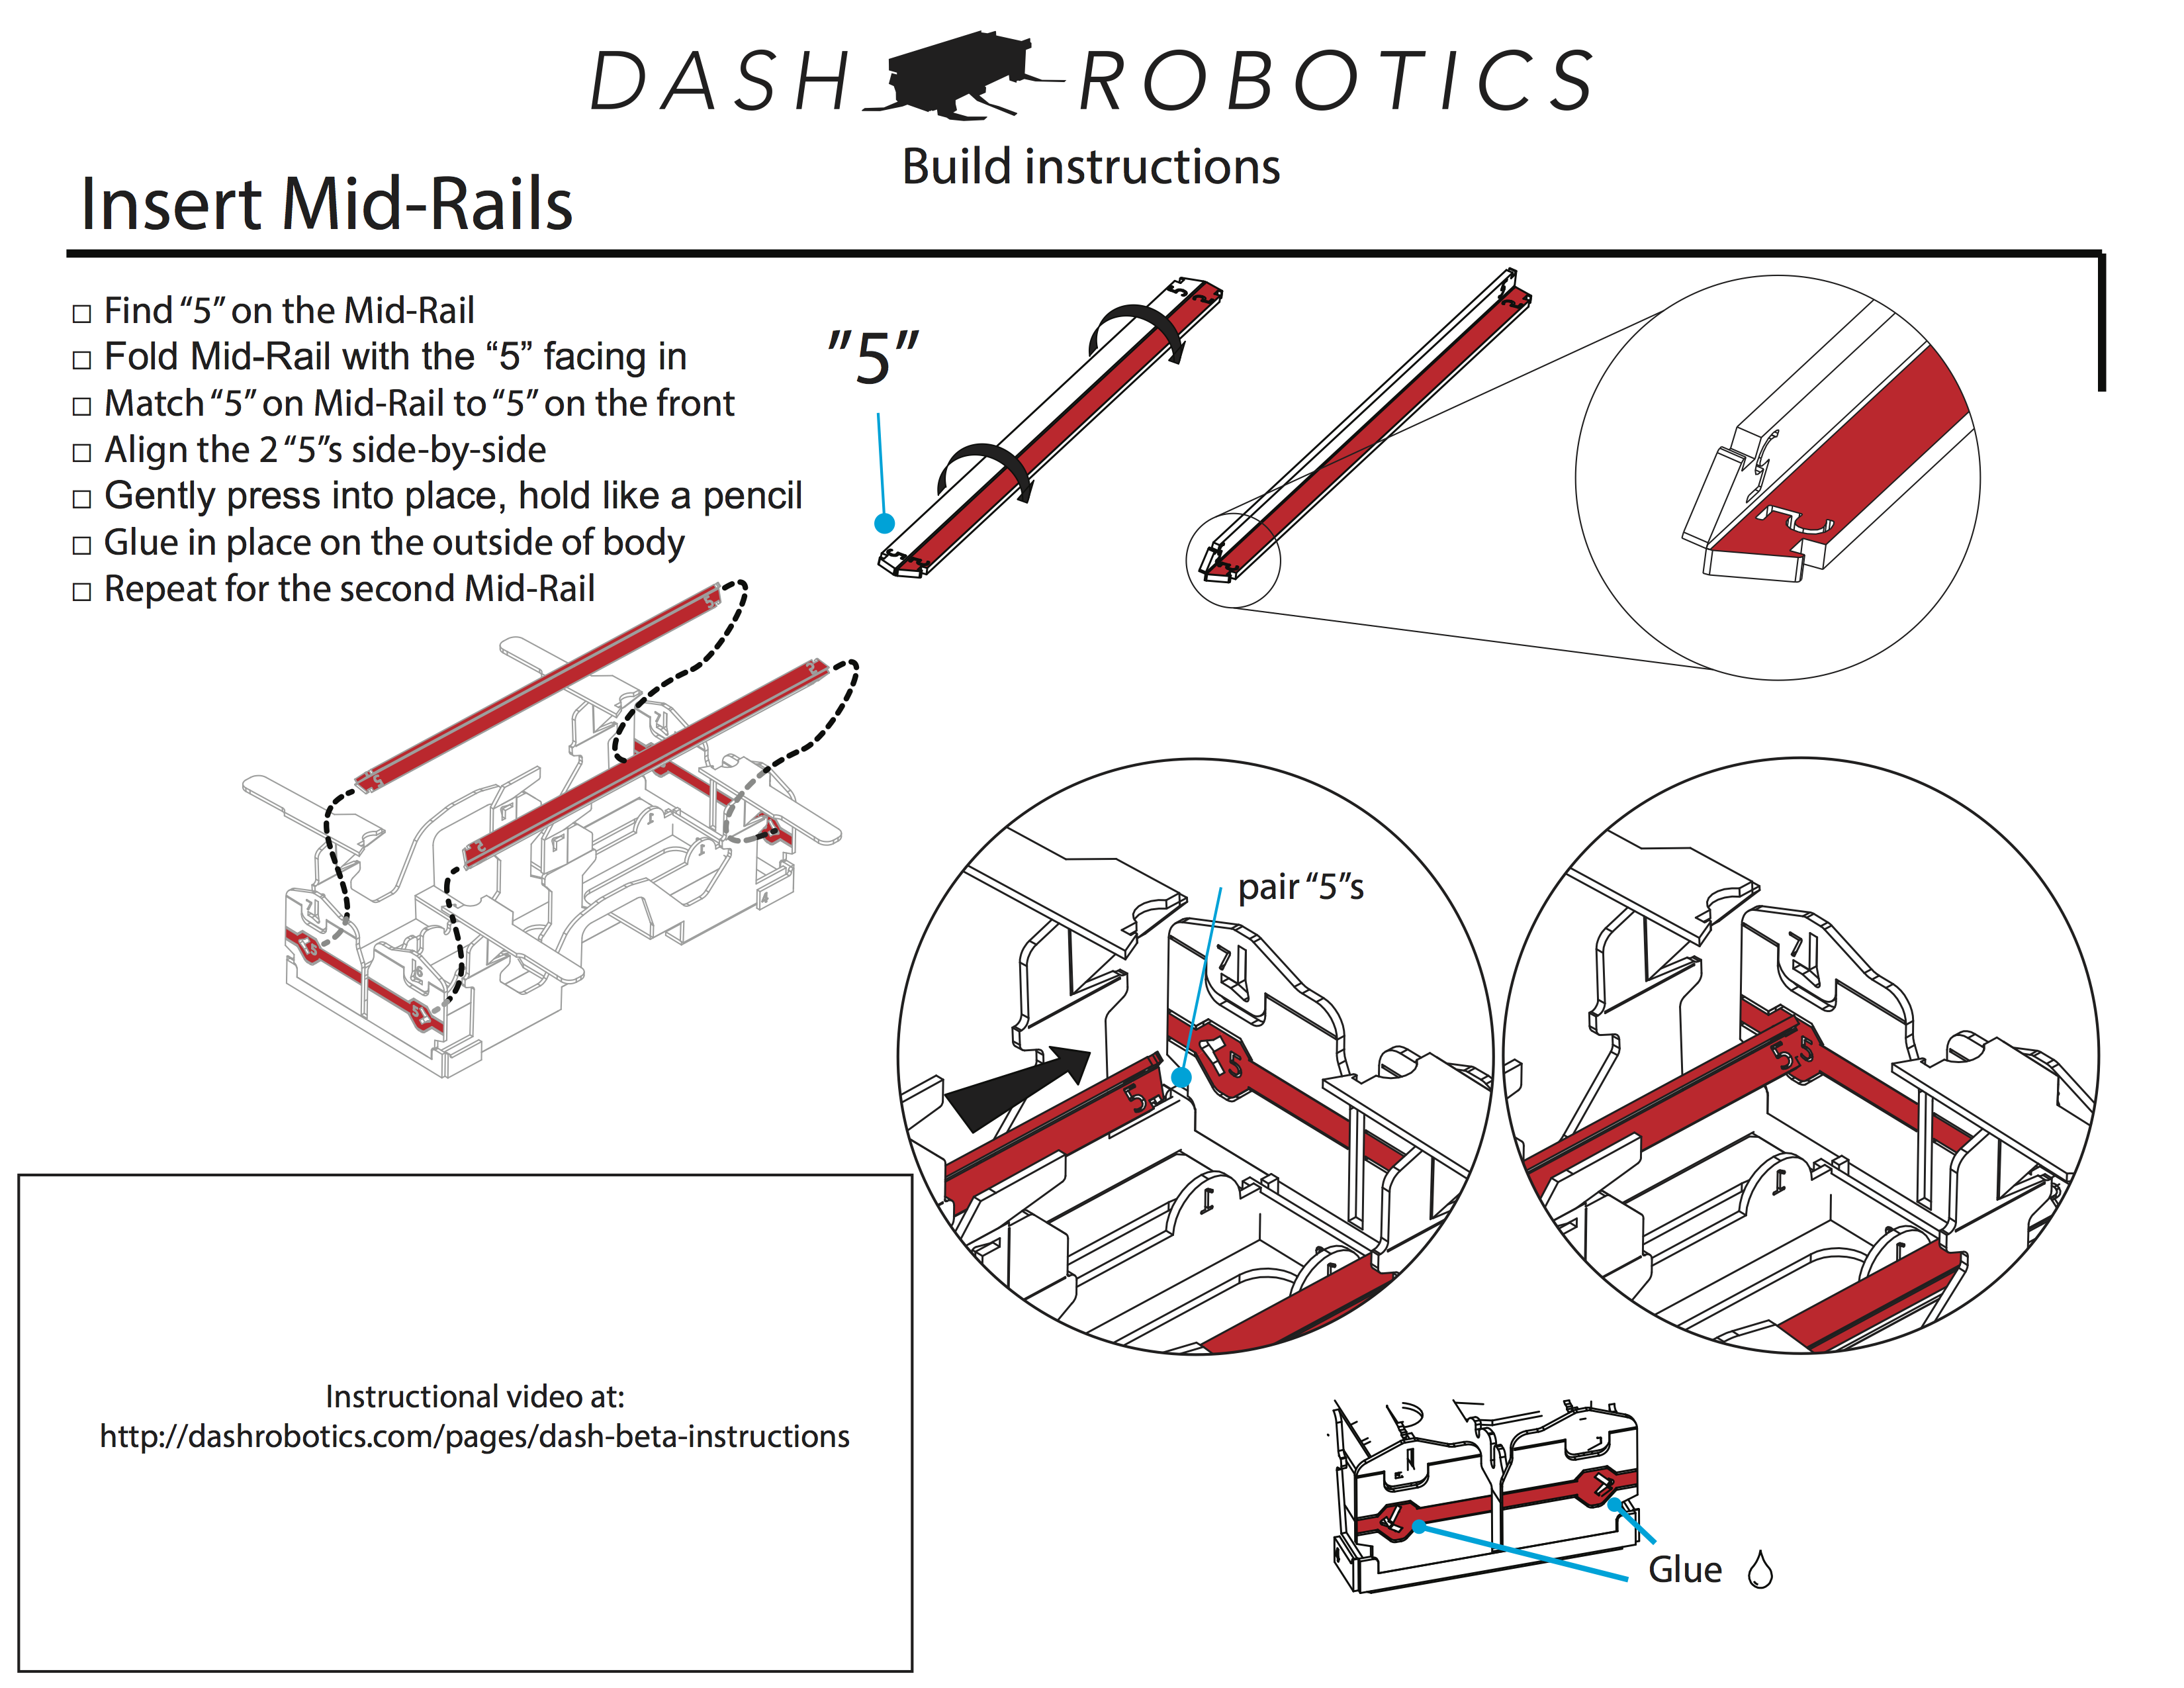 DASH ROBOTICS
Build instructions
Insert Mid-Rails
□ Find “5” on the Mid-Rail
□ Fold Mid-Rail with the “5” facing in
□ Match “5” on Mid-Rail to “5” on the front
□ Align the 2 “5”s side-by-side
□ Gently press into place, hold like a pencil
□ Glue in place on the outside of body
□ Repeat for the second Mid-Rail
"5"
pair “5”s
Instructional video at:
http://dashrobotics.com/pages/dash-beta-instructions
Glue